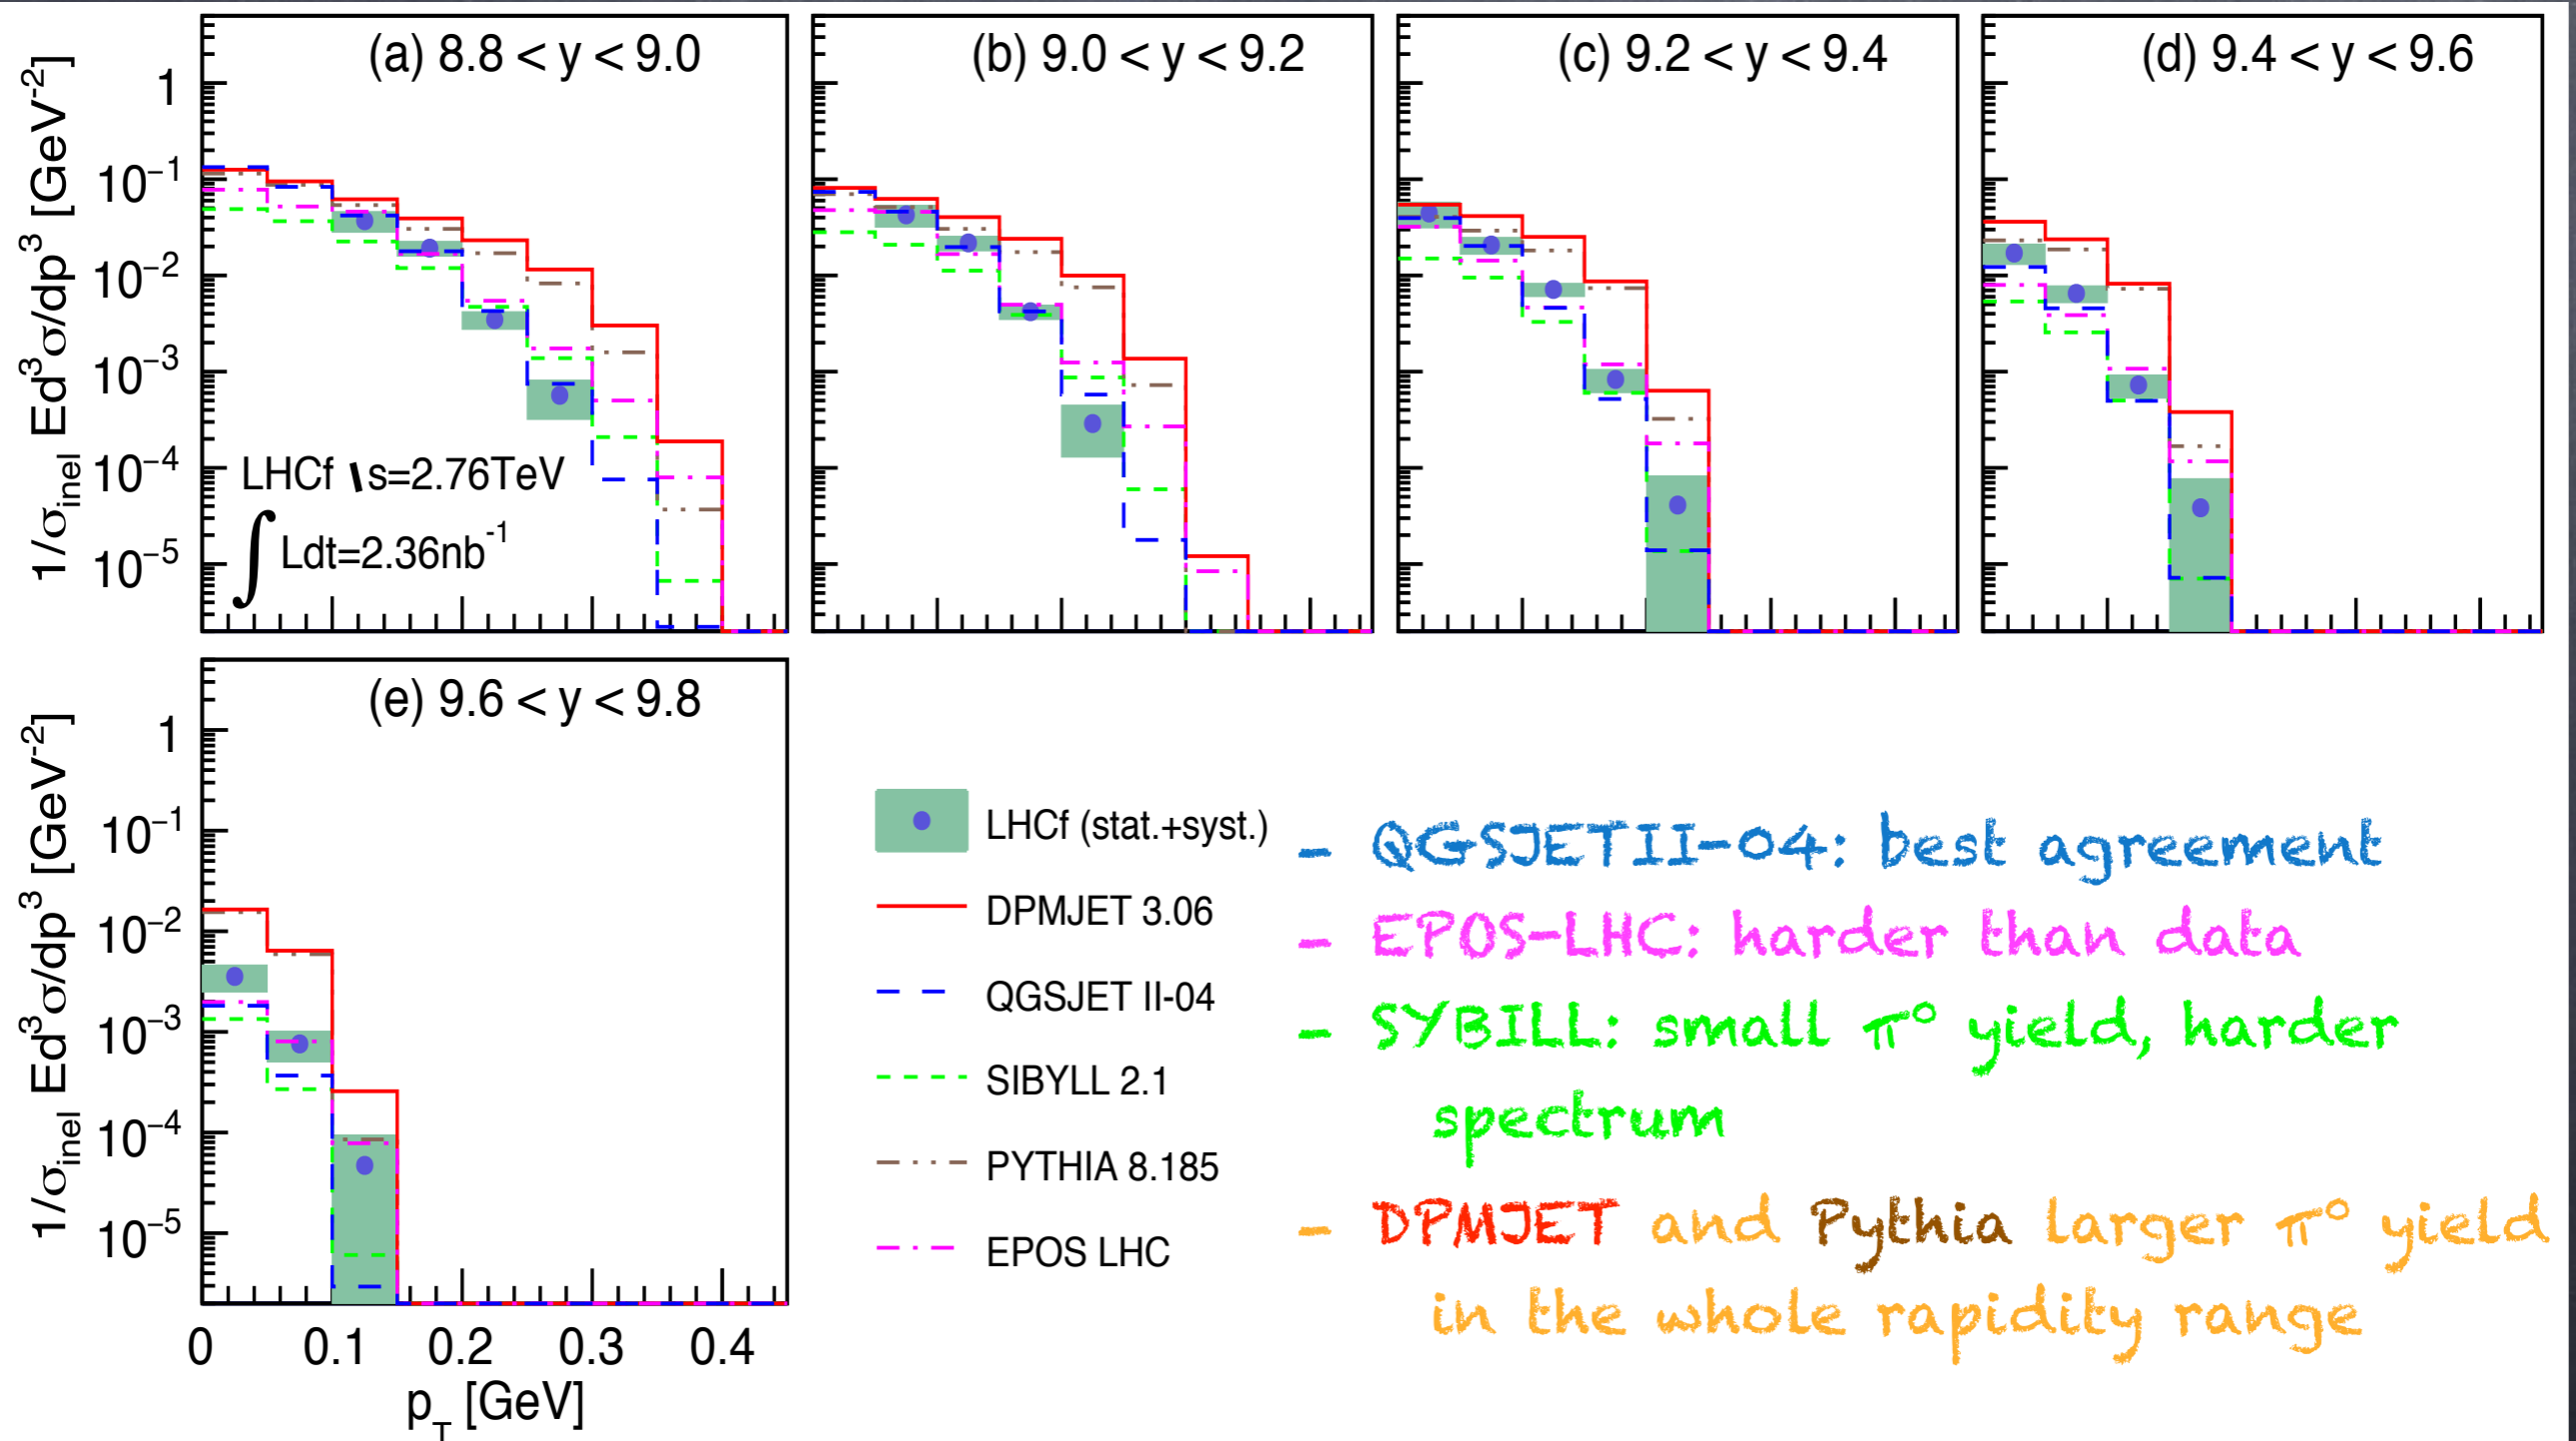 (a) 8.8 < y < 9.0
(b) 9.0 < y < 9.2
(c) 9.2 < y < 9.4
(d) 9.4 < y < 9.6
1/σ_inel Ed³σ/dp³ [GeV⁻²]
1
10⁻¹
10⁻²
10⁻³
10⁻⁴
10⁻⁵
LHCf √s=2.76TeV
∫ Ldt=2.36nb⁻¹
(e) 9.6 < y < 9.8
1/σ_inel Ed³σ/dp³ [GeV⁻²]
1
10⁻¹
10⁻²
10⁻³
10⁻⁴
10⁻⁵
0 0.1 0.2 0.3 0.4
p_T [GeV]
LHCf (stat.+syst.)
DPMJET 3.06
QGSJET II-04
SIBYLL 2.1
PYTHIA 8.185
EPOS LHC
- QGSJETII-04: best agreement
- EPOS-LHC: harder than data
- SYBILL: small π⁰ yield, harder
spectrum
- DPMJET and Pythia larger π⁰ yield
in the whole rapidity range